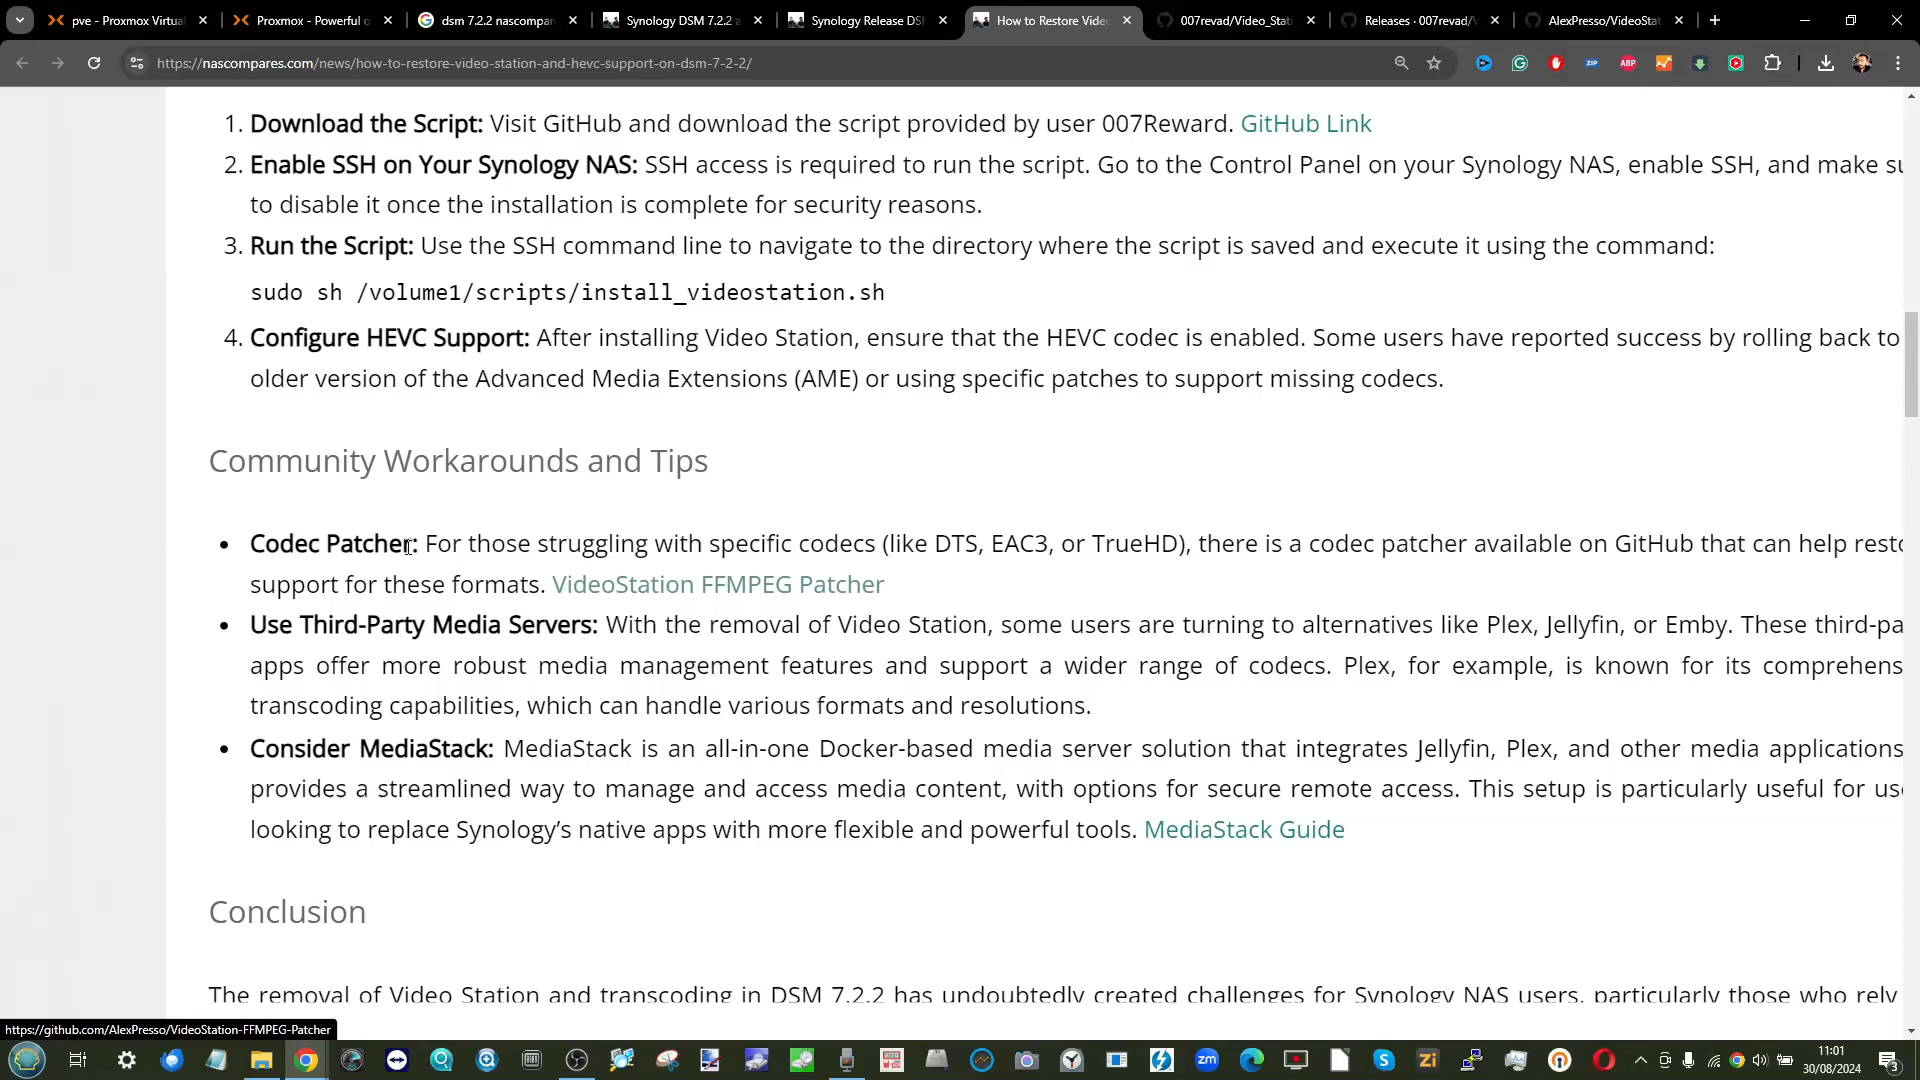 pve - Proxmox Virtual
Proxmox - Powerful o
dsm 7.2.2 nascompar
Synology DSM 7.2.2 a
Synology Release DS
How to Restore Vide
007revad/Video_Stati
Releases · 007revad/V
AlexPresso/VideoStat
https://nascompares.com/news/how-to-restore-video-station-and-hevc-support-on-dsm-7-2-2/
1. Download the Script: Visit GitHub and download the script provided by user 007Reward. GitHub Link
2. Enable SSH on Your Synology NAS: SSH access is required to run the script. Go to the Control Panel on your Synology NAS, enable SSH, and make su
to disable it once the installation is complete for security reasons.
3. Run the Script: Use the SSH command line to navigate to the directory where the script is saved and execute it using the command:
sudo sh /volume1/scripts/install_videostation.sh
4. Configure HEVC Support: After installing Video Station, ensure that the HEVC codec is enabled. Some users have reported success by rolling back to
older version of the Advanced Media Extensions (AME) or using specific patches to support missing codecs.
Community Workarounds and Tips
• Codec Patcher: For those struggling with specific codecs (like DTS, EAC3, or TrueHD), there is a codec patcher available on GitHub that can help resto
support for these formats. VideoStation FFMPEG Patcher
• Use Third-Party Media Servers: With the removal of Video Station, some users are turning to alternatives like Plex, Jellyfin, or Emby. These third-pa
apps offer more robust media management features and support a wider range of codecs. Plex, for example, is known for its comprehens
transcoding capabilities, which can handle various formats and resolutions.
• Consider MediaStack: MediaStack is an all-in-one Docker-based media server solution that integrates Jellyfin, Plex, and other media applications
provides a streamlined way to manage and access media content, with options for secure remote access. This setup is particularly useful for use
looking to replace Synology's native apps with more flexible and powerful tools. MediaStack Guide
Conclusion
The removal of Video Station and transcoding in DSM 7.2.2 has undoubtedly created challenges for Synology NAS users, particularly those who rely
https://github.com/AlexPresso/VideoStation-FFMPEG-Patcher
11:01
30/08/2024